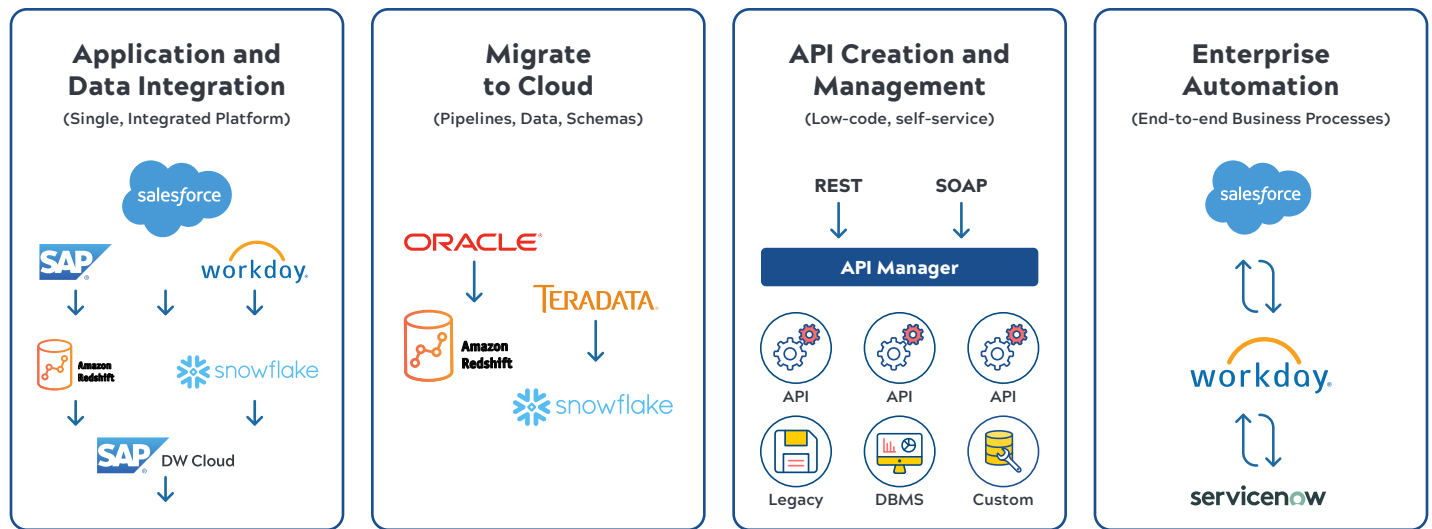 Application and
Data Integration
(Single, Integrated Platform)
salesforce
SAP®
workday®
Amazon
Redshift
snowflake
SAP® DW Cloud
Migrate
to Cloud
(Pipelines, Data, Schemas)
ORACLE®
TERADATA®
Amazon
Redshift
snowflake
API Creation and
Management
(Low-code, self-service)
REST SOAP
API Manager
API API API
Legacy DBMS Custom
Enterprise
Automation
(End-to-end Business Processes)
salesforce
workday®
servicenow